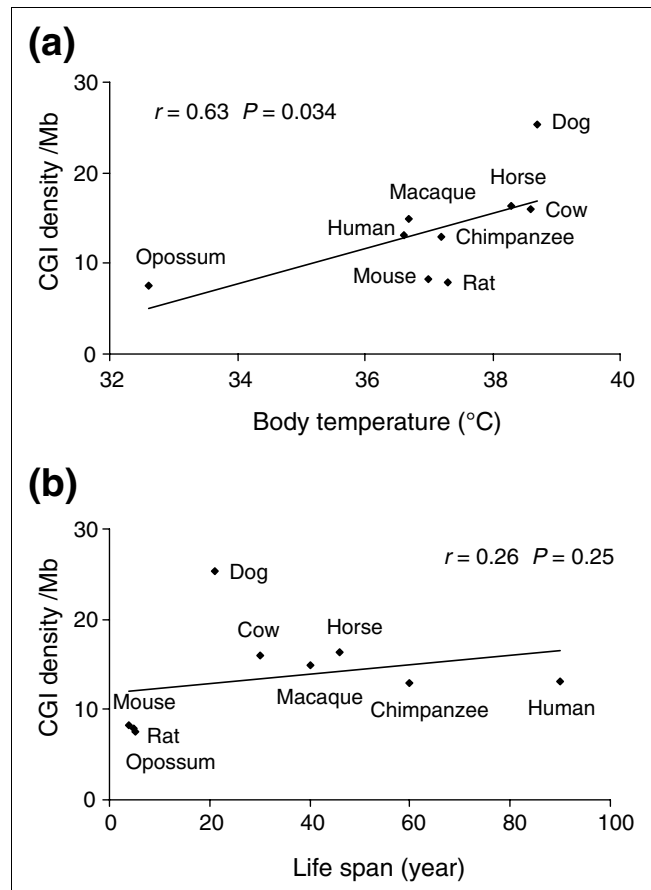 (a)
CGI density /Mb
30
20
10
0
r = 0.63 P = 0.034
Dog
Horse
Macaque
Cow
Human
Chimpanzee
Opossum
Mouse
Rat
32 34 36 38 40
Body temperature (°C)
(b)
CGI density /Mb
30
20
10
0
r = 0.26 P = 0.25
Dog
Cow
Horse
Macaque
Mouse
Chimpanzee
Human
Rat
Opossum
0 20 40 60 80 100
Life span (year)